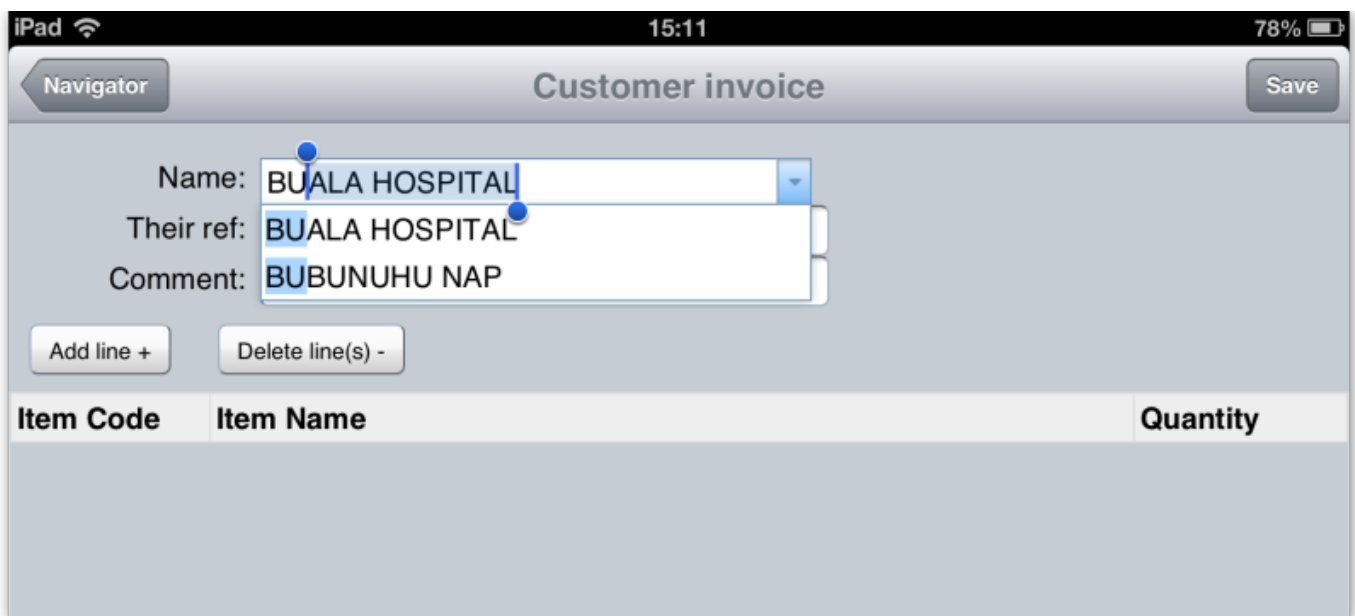 iPad 15:11 78%
Navigator Customer invoice Save
Name: BUALA HOSPITAL
Their ref: BUALA HOSPITAL
Comment: BUBUNUHU NAP
Add line + Delete line(s) -
Item Code Item Name Quantity